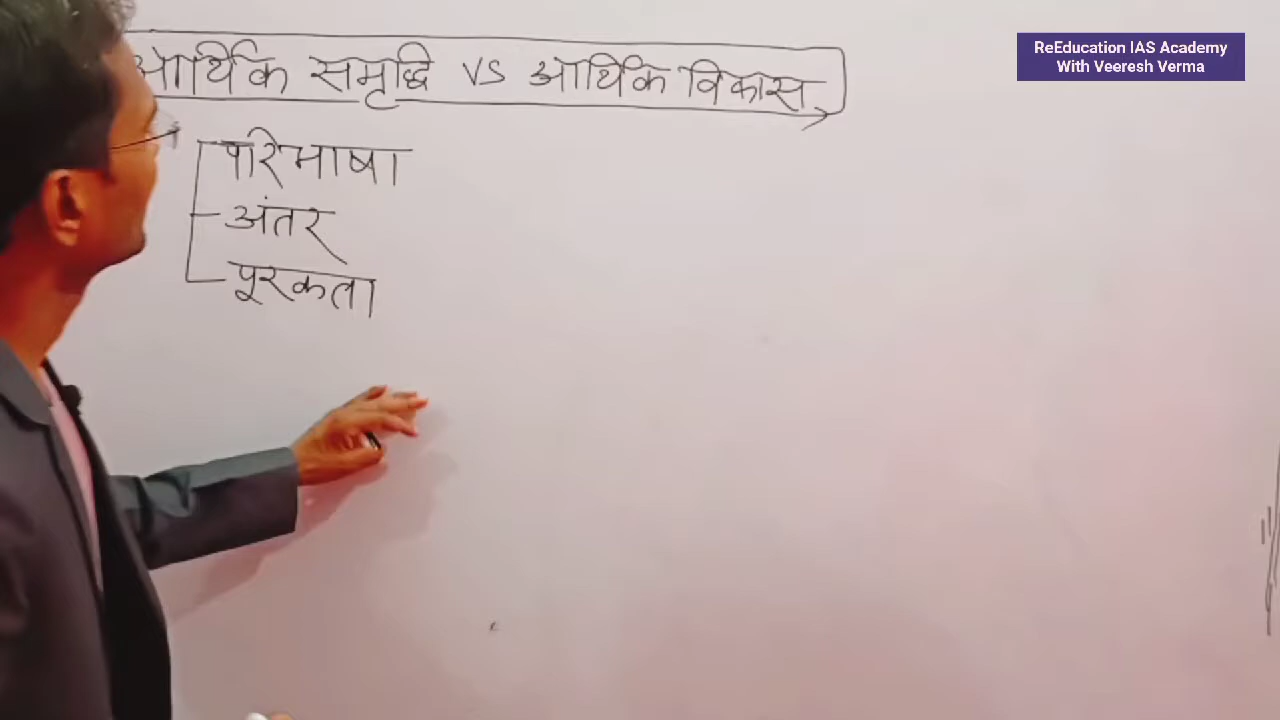 आर्थिक समृद्धि VS आर्थिक विकास
परिभाषा
अंतर
पूरकता
ReEducation IAS Academy
With Veeresh Verma